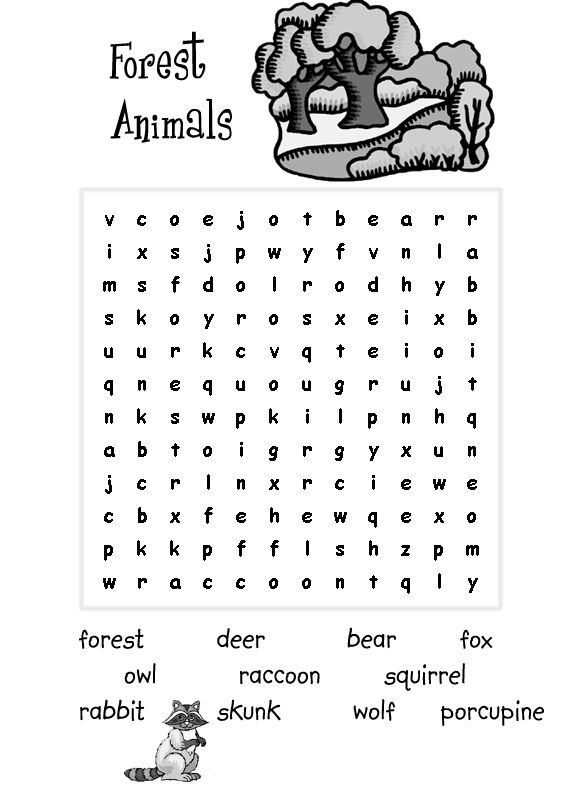 Forest
Animals
v c o e j o t b e a r r
i x s j p w y f v n l a
m s f d o l r o d h y b
s k o y r o s x e i x b
u u r k c v q t e i o i
q n e q u o u g r u j t
n k s w p k i l p n h q
a b t o i g r g y x u n
j c r l n x r c i e w e
c b x f e h e w q e x o
p k k p f f l s h z p m
w r a c c o o n t q l y
forest deer bear fox
owl raccoon squirrel
rabbit skunk wolf porcupine